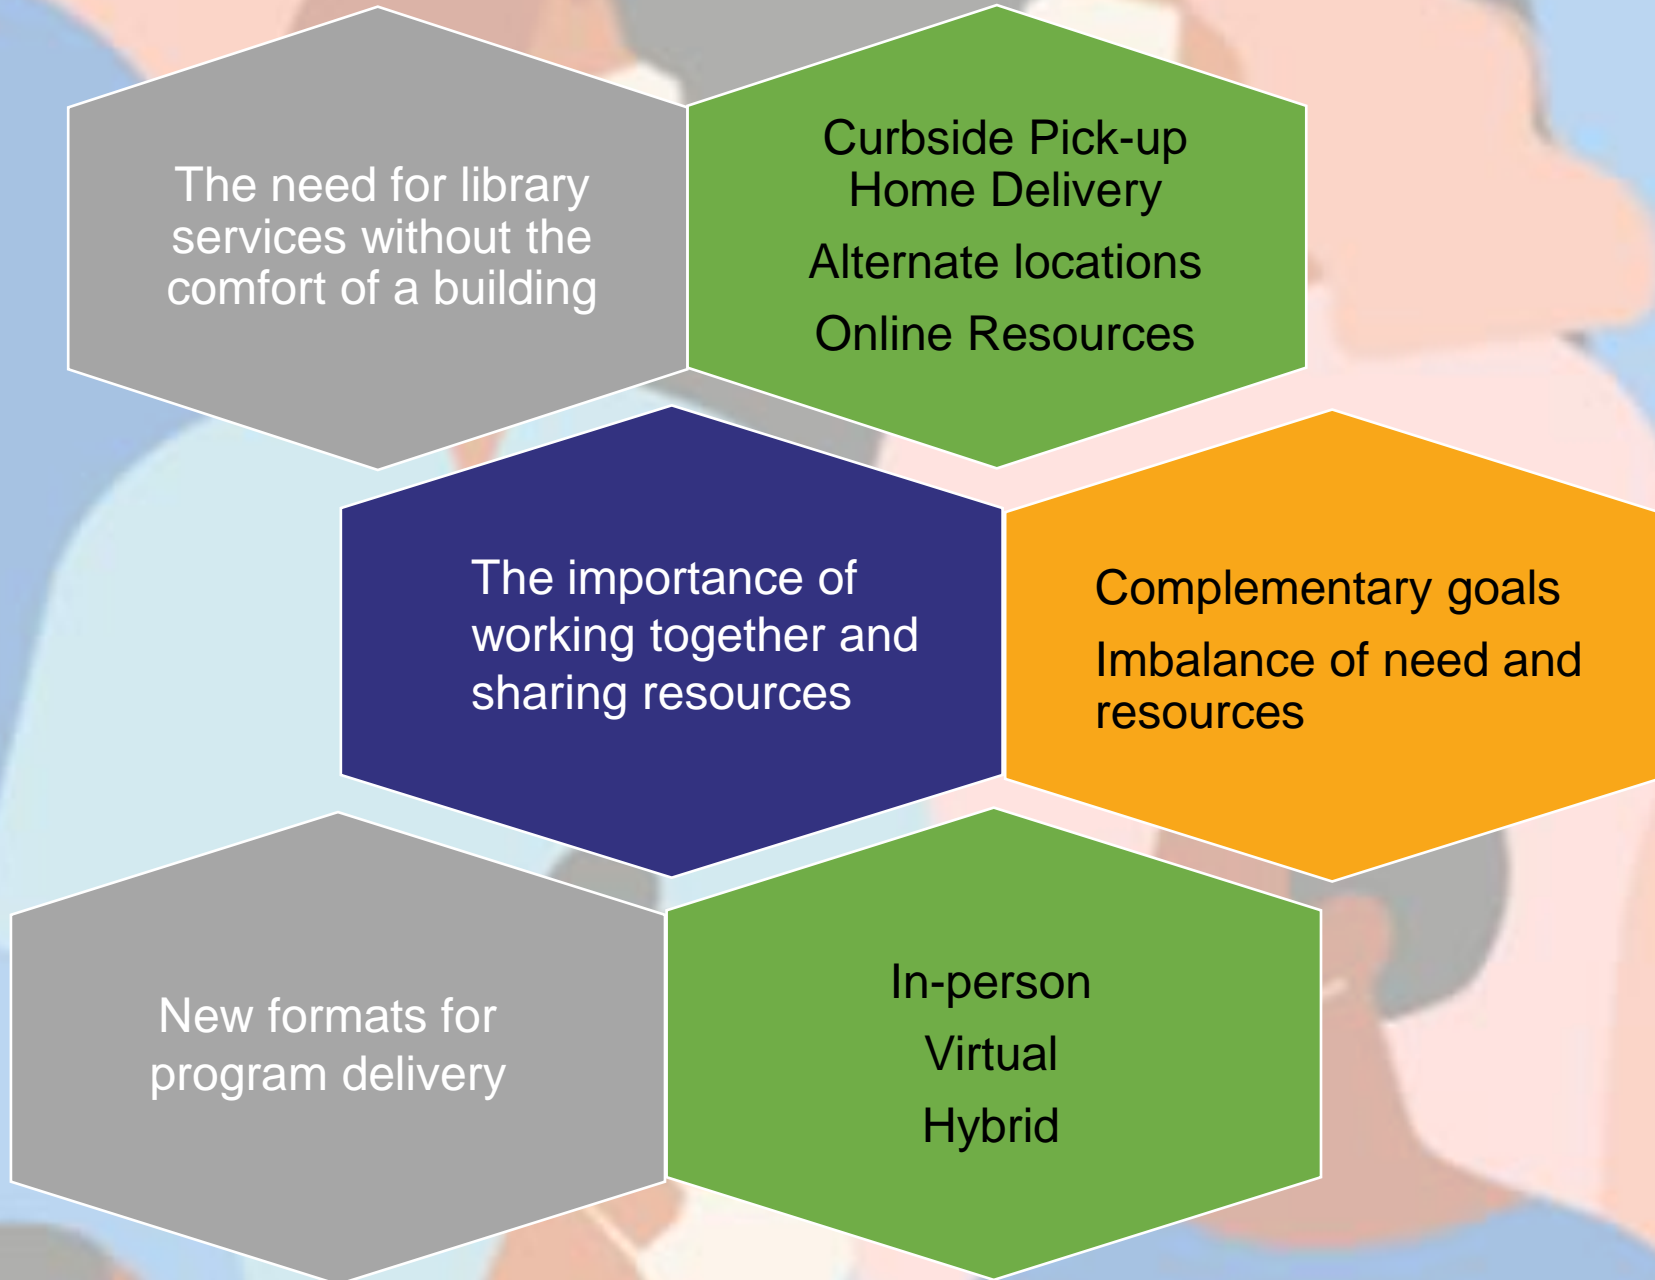 The need for library
services without the
comfort of a building
Curbside Pick-up
Home Delivery
Alternate locations
Online Resources
The importance of
working together and
sharing resources
Complementary goals
Imbalance of need and
resources
New formats for
program delivery
In-person
Virtual
Hybrid